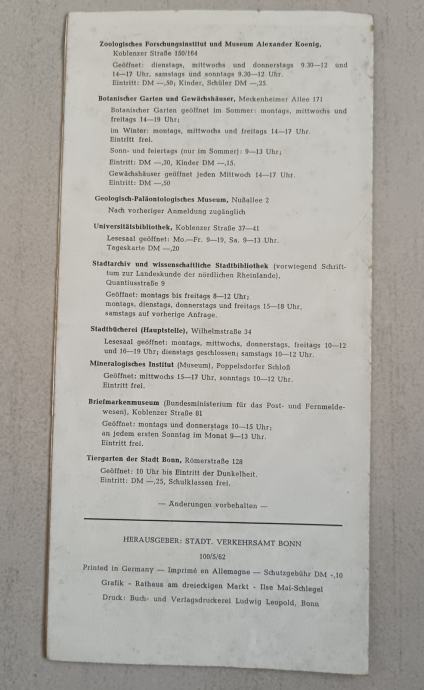 Zoologisches Forschungsinstitut und Museum Alexander Koenig,
Koblenzer Straße 150/164
Geöffnet: dienstags, mittwochs und donnerstags 9.30—12 und
14—17 Uhr, samstags und sonntags 9.30—12 Uhr.
Eintritt: DM —,50; Kinder, Schüler DM —,25.
Botanischer Garten und Gewächshäuser, Meckenheimer Allee 171
Botanischer Garten geöffnet im Sommer: montags, mittwochs und
freitags 14—19 Uhr;
im Winter: montags, mittwochs und freitags 14—17 Uhr.
Eintritt frei.
Sonn- und feiertags (nur im Sommer): 9—13 Uhr;
Eintritt: DM —,30, Kinder DM —,15.
Gewächshäuser geöffnet jeden Mittwoch 14—17 Uhr.
Eintritt: DM —,50
Geologisch-Paläontologisches Museum, Nußallee 2
Nach vorheriger Anmeldung zugänglich
Universitätsbibliothek, Koblenzer Straße 37—41
Lesesaal geöffnet: Mo.—Fr. 9—19, Sa. 9—13 Uhr.
Tageskarte DM —,20
Stadtarchiv und wissenschaftliche Stadtbibliothek (vorwiegend Schrift-
tum zur Landeskunde der nördlichen Rheinlande),
Quantiusstraße 9
Geöffnet: montags bis freitags 8—12 Uhr;
montags, dienstags, donnerstags und freitags 15—18 Uhr,
samstags auf vorherige Anfrage.
Stadtbücherei (Hauptstelle), Wilhelmstraße 34
Lesesaal geöffnet: montags, mittwochs, donnerstags, freitags 10—12
und 16—19 Uhr; dienstags geschlossen; samstags 10—12 Uhr.
Mineralogisches Institut (Museum), Poppelsdorfer Schloß
Geöffnet: mittwochs 15—17 Uhr, sonntags 10—12 Uhr.
Eintritt frei.
Briefmarkenmuseum (Bundesministerium für das Post- und Fernmelde-
wesen), Koblenzer Straße 81
Geöffnet: montags und donnerstags 10—15 Uhr;
an jedem ersten Sonntag im Monat 9—13 Uhr.
Eintritt frei.
Tiergarten der Stadt Bonn, Römerstraße 128
Geöffnet: 10 Uhr bis Eintritt der Dunkelheit.
Eintritt: DM —,25, Schulklassen frei.
— Änderungen vorbehalten —
HERAUSGEBER: STÄDT. VERKEHRSAMT BONN
100/5/62
Printed in Germany — Imprimé en Allemagne — Schutzgebühr DM -,10
Grafik - Rathaus am dreieckigen Markt - Ilse Mai-Schlegel
Druck: Buch- und Verlagsdruckerei Ludwig Leopold, Bonn